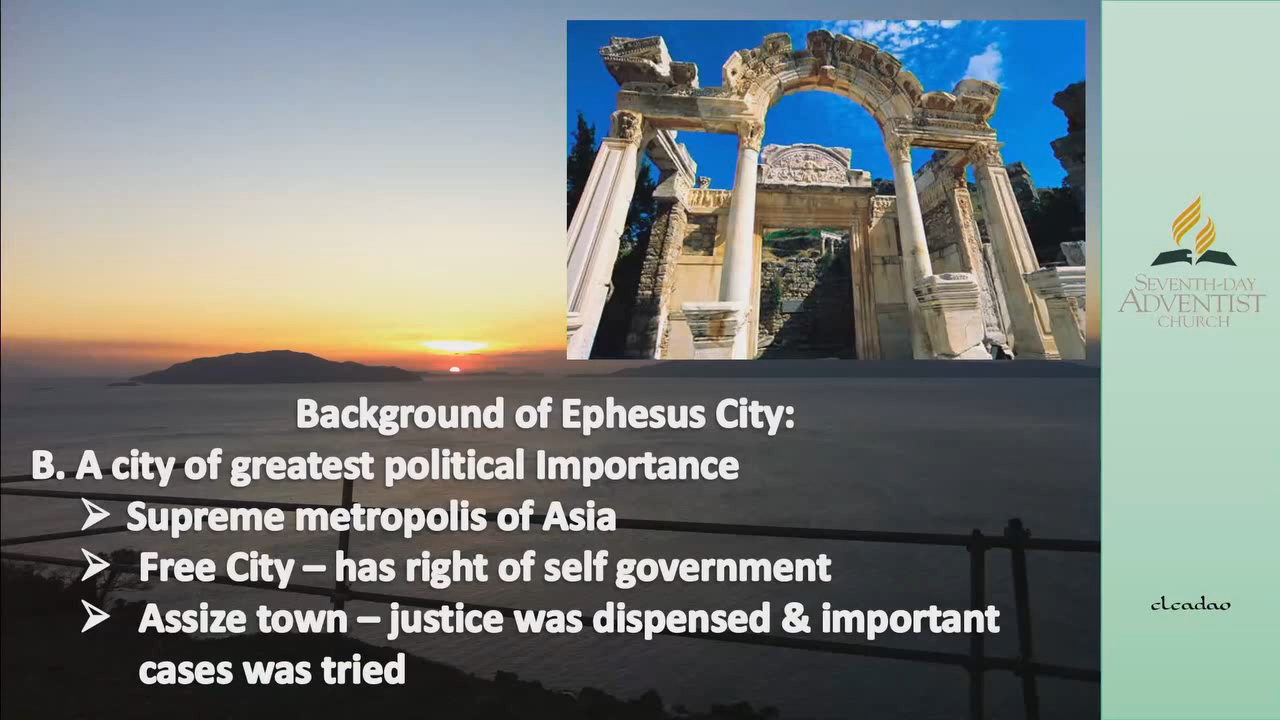 Background of Ephesus City:
B. A city of greatest political Importance
Supreme metropolis of Asia
Free City – has right of self government
Assize town – justice was dispensed & important
cases was tried
SEVENTH-DAY
ADVENTIST
CHURCH
clcadao